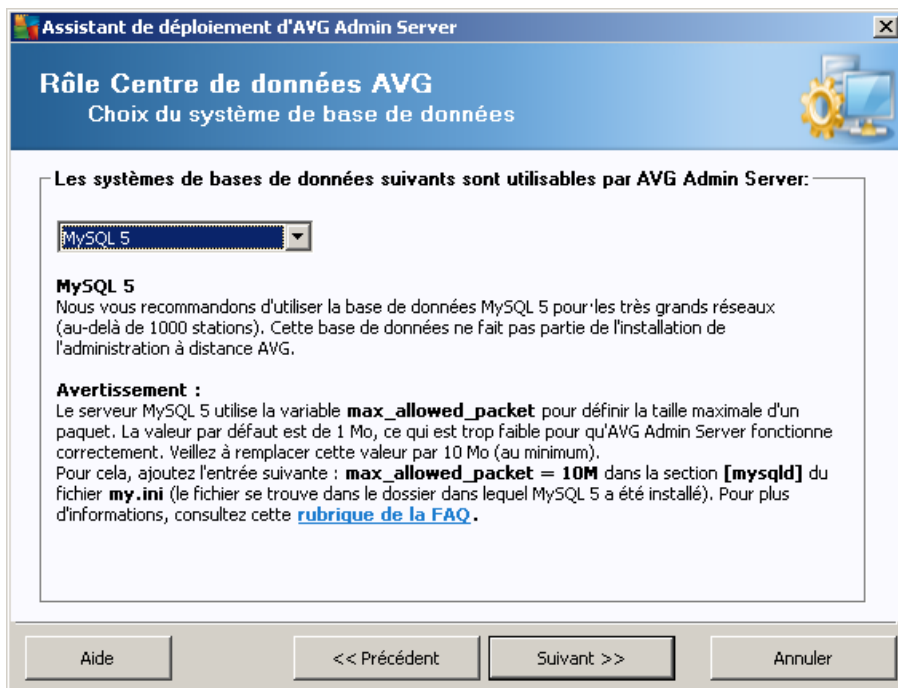 Assistant de déploiement d'AVG Admin Server
Rôle Centre de données AVG
Choix du système de base de données
Les systèmes de bases de données suivants sont utilisables par AVG Admin Server:
MySQL 5
MySQL 5
Nous vous recommandons d'utiliser la base de données MySQL 5 pour les très grands réseaux
(au-delà de 1000 stations). Cette base de données ne fait pas partie de l'installation de
l'administration à distance AVG.
Avertissement :
Le serveur MySQL 5 utilise la variable max_allowed_packet pour définir la taille maximale d'un
paquet. La valeur par défaut est de 1 Mo, ce qui est trop faible pour qu'AVG Admin Server fonctionne
correctement. Veillez à remplacer cette valeur par 10 Mo (au minimum).
Pour cela, ajoutez l'entrée suivante : max_allowed_packet = 10M dans la section [mysqld] du
fichier my.ini (le fichier se trouve dans le dossier dans lequel MySQL 5 a été installé). Pour plus
d'informations, consultez cette rubrique de la FAQ.
Aide
<< Précédent
Suivant >>
Annuler